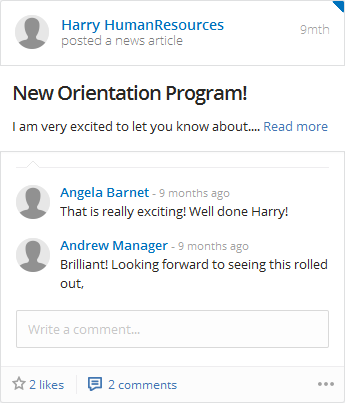 Harry HumanResources
9mth
posted a news article
New Orientation Program!
I am very excited to let you know about.... Read more
Angela Barnet - 9 months ago
That is really exciting! Well done Harry!
Andrew Manager - 9 months ago
Brilliant! Looking forward to seeing this rolled
out,
Write a comment...
2 likes
2 comments